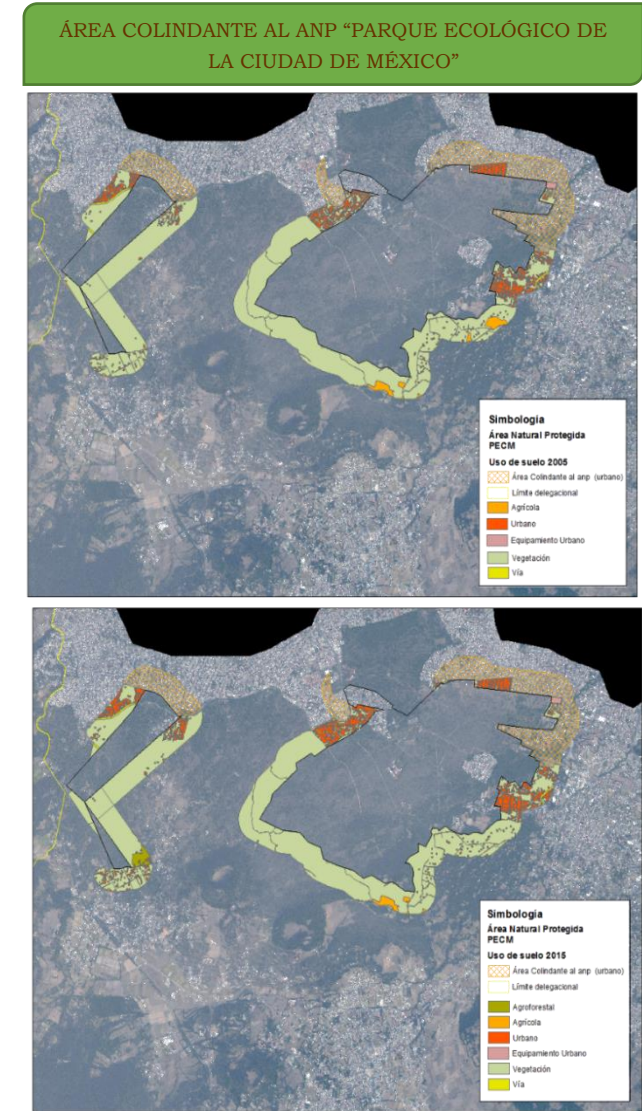 ÁREA COLINDANTE AL ANP “PARQUE ECOLÓGICO DE
LA CIUDAD DE MÉXICO”
Simbología
Área Natural Protegida
PECM
Uso de suelo 2005
Área Colindante al anp (urbano)
Límite delegacional
Agrícola
Urbano
Equipamiento Urbano
Vegetación
Vía
Simbología
Área Natural Protegida
PECM
Uso de suelo 2015
Área Colindante al anp (urbano)
Límite delegacional
Agroforestal
Agrícola
Urbano
Equipamiento Urbano
Vegetación
Vía